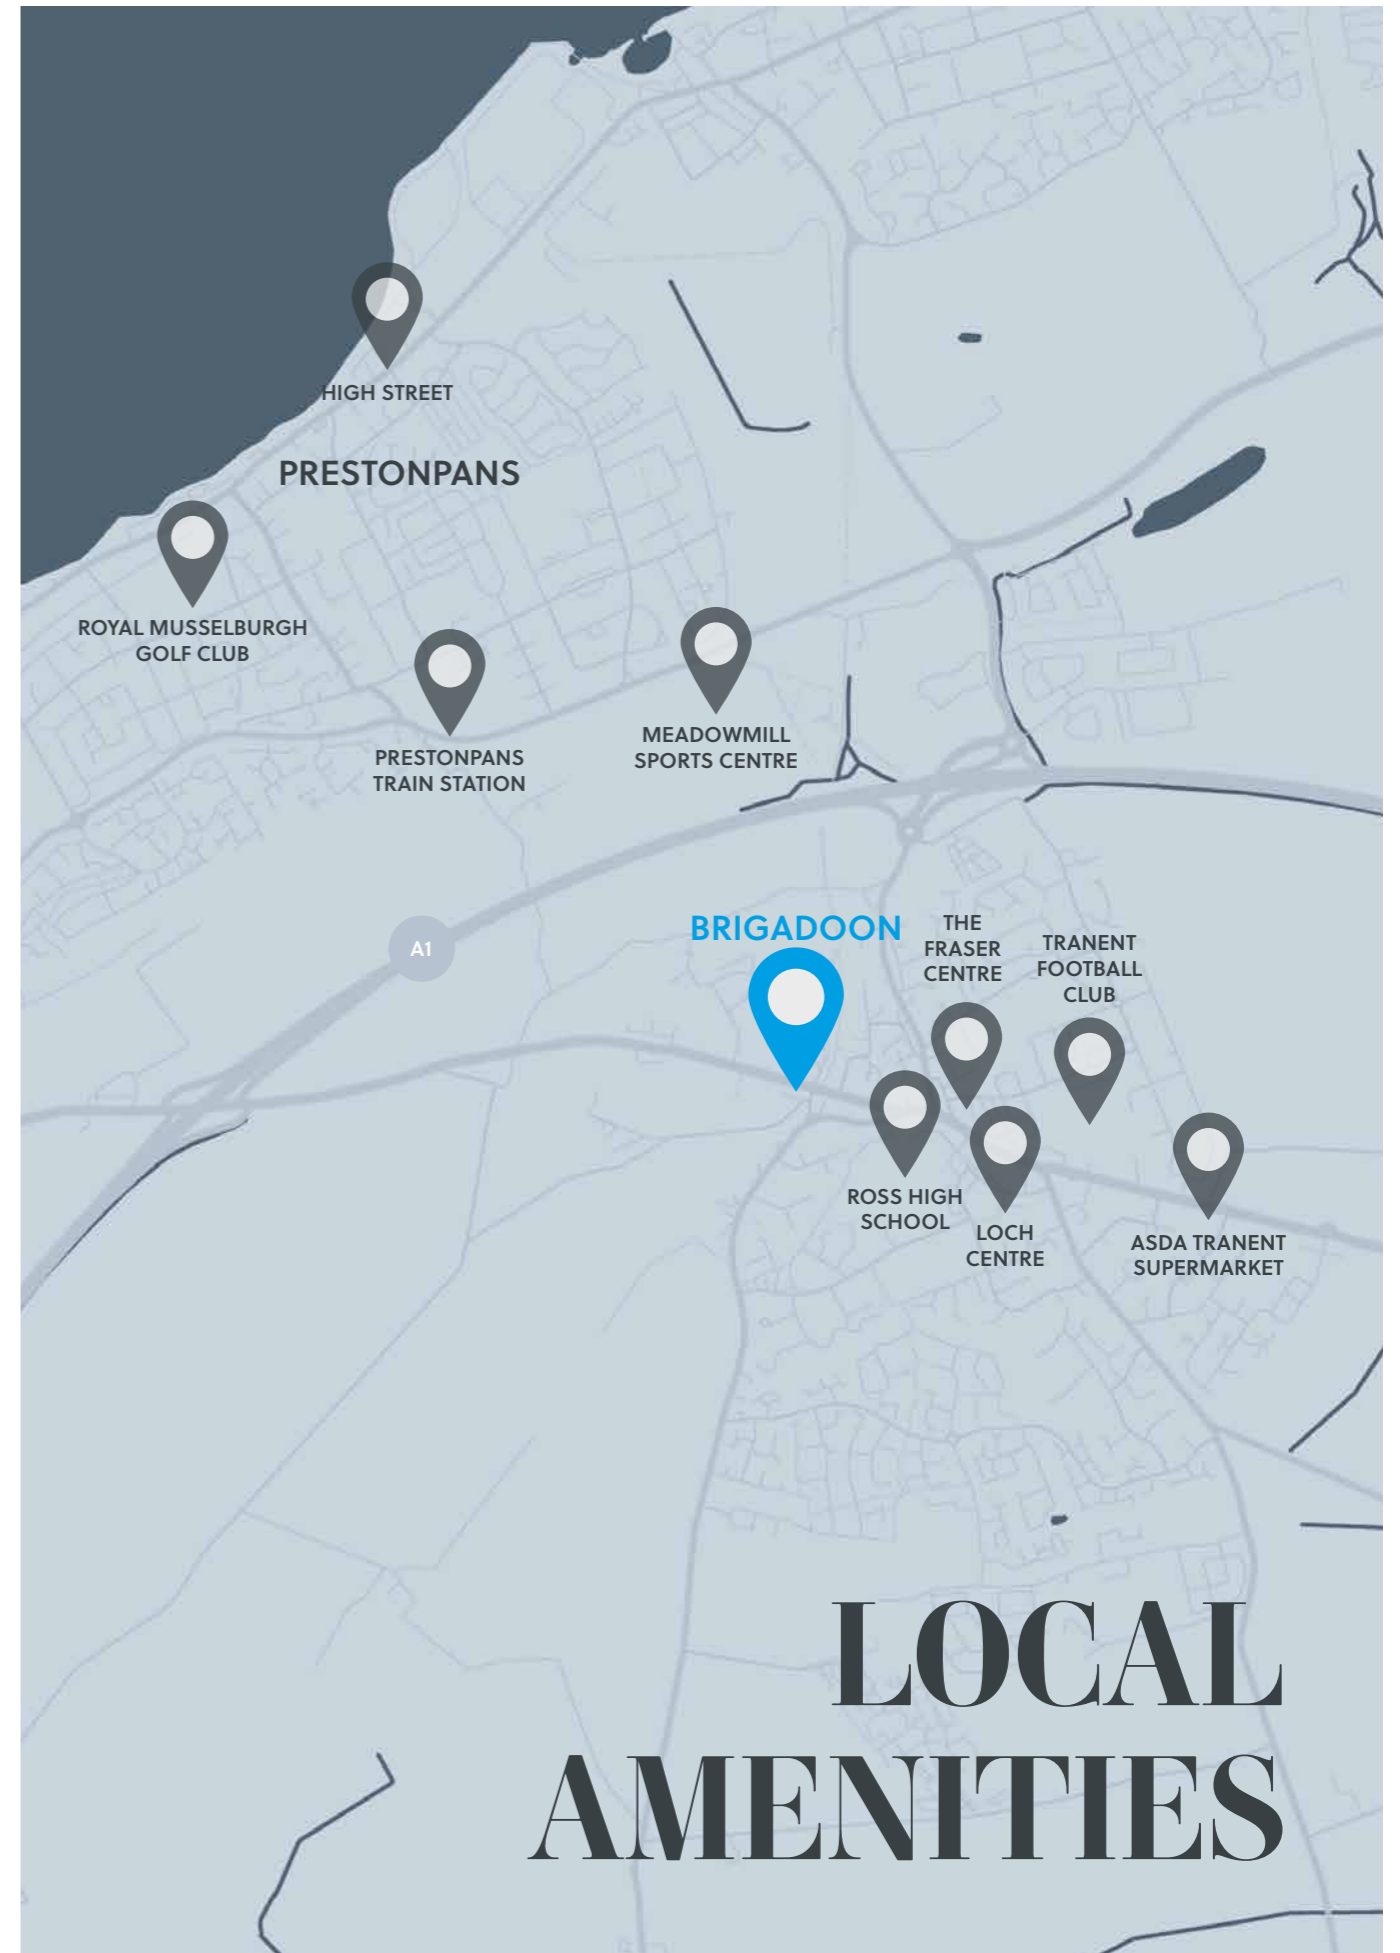 HIGH STREET
PRESTONPANS
ROYAL MUSSELBURGH
GOLF CLUB
PRESTONPANS
TRAIN STATION
MEADOWMILL
SPORTS CENTRE
A1
BRIGADOON
THE
FRASER
CENTRE
TRANENT
FOOTBALL
CLUB
ROSS HIGH
SCHOOL
LOCH
CENTRE
ASDA TRANENT
SUPERMARKET
LOCAL
AMENITIES